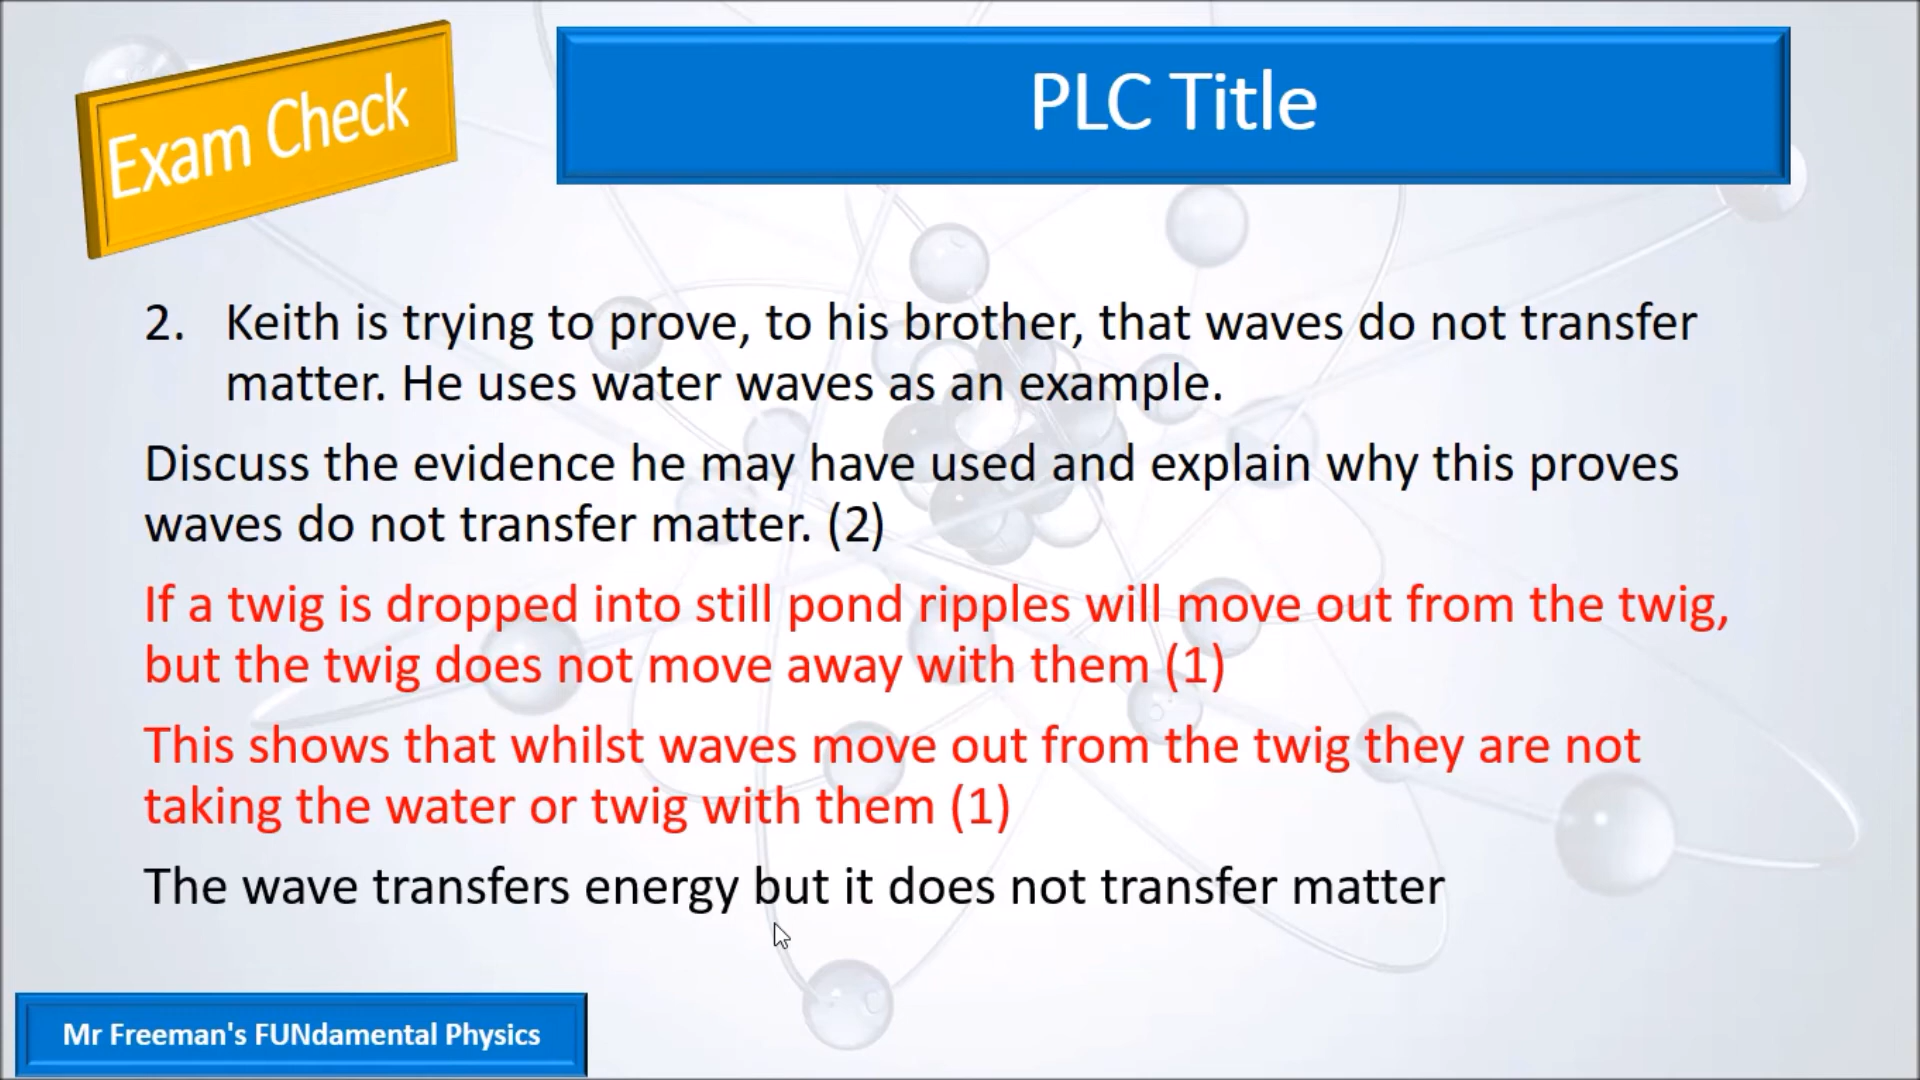 Exam Check
PLC Title
2. Keith is trying to prove, to his brother, that waves do not transfer
matter. He uses water waves as an example.
Discuss the evidence he may have used and explain why this proves
waves do not transfer matter. (2)
If a twig is dropped into still pond ripples will move out from the twig,
but the twig does not move away with them (1)
This shows that whilst waves move out from the twig they are not
taking the water or twig with them (1)
The wave transfers energy but it does not transfer matter
Mr Freeman's FUNdamental Physics